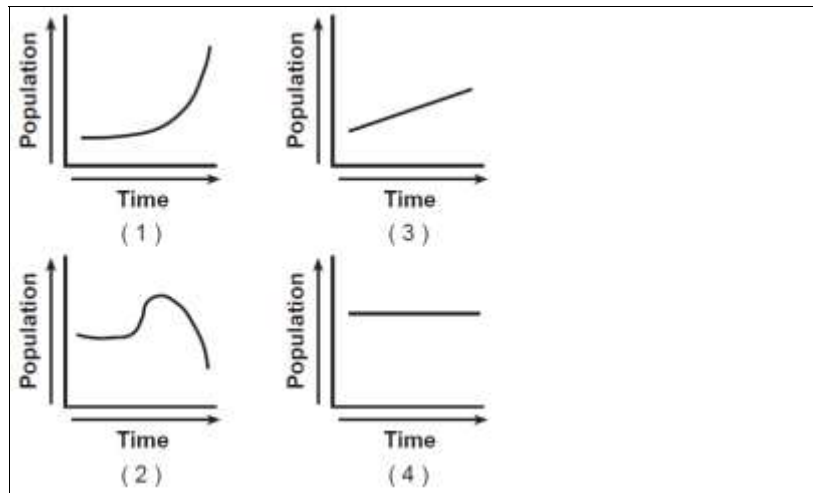 Population
Time
( 1 )
Population
Time
( 3 )
Population
Time
( 2 )
Population
Time
( 4 )